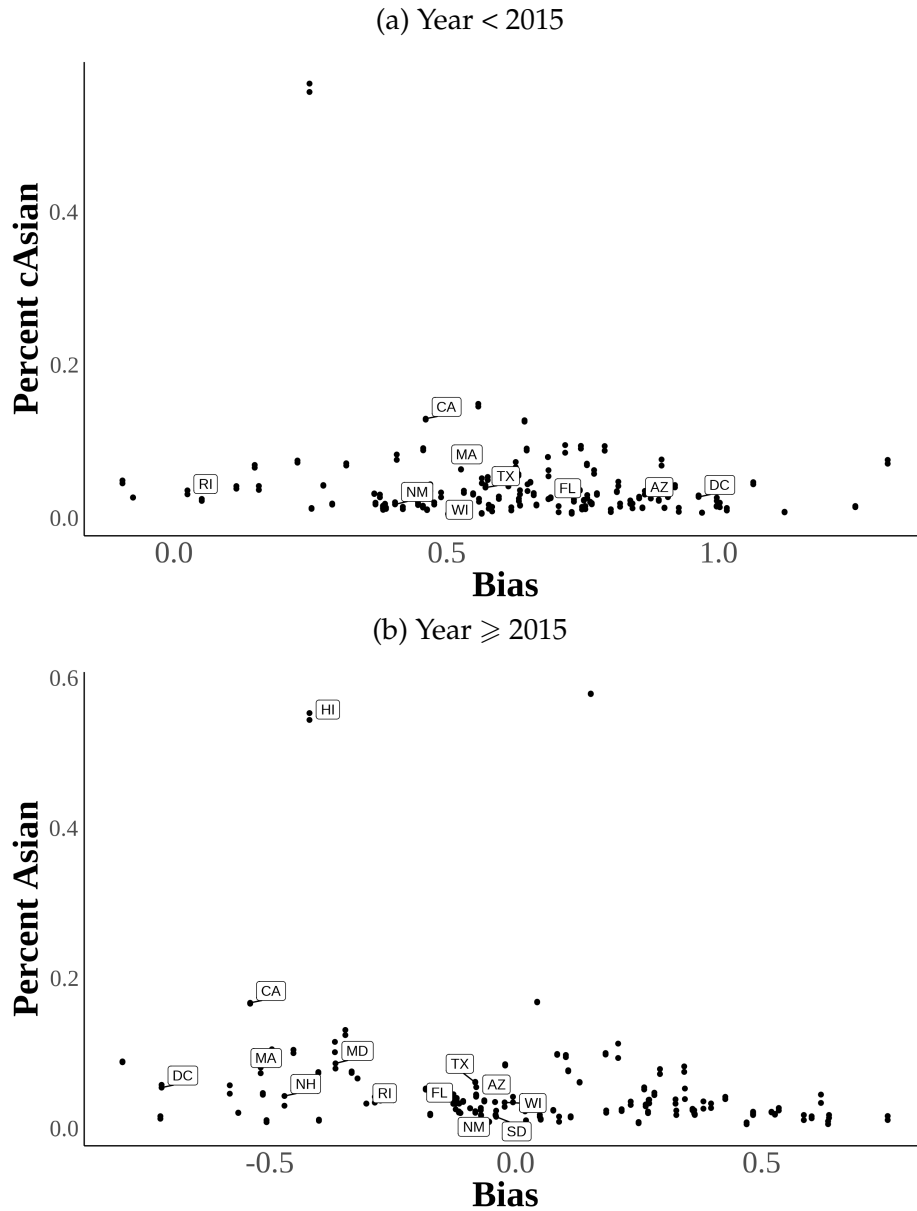 (a) Year < 2015
Percent cAsian
0.4
0.2
0.0
CA
MA
RI
NM
TX
WI
FL
AZ
DC
0.0 0.5 1.0
Bias
(b) Year ⩾ 2015
Percent Asian
0.6
0.4
0.2
0.0
HI
CA
MA
MD
DC
NH
RI
TX
FL
AZ
WI
NM
SD
-0.5 0.0 0.5
Bias